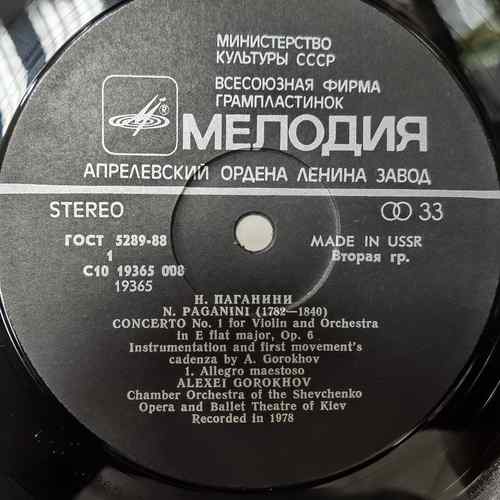 МИНИСТЕРСТВО
КУЛЬТУРЫ СССР
ВСЕСОЮЗНАЯ ФИРМА
ГРАМПЛАСТИНОК
МЕЛОДИЯ
АПРЕЛЕВСКИЙ ОРДЕНА ЛЕНИНА ЗАВОД
STEREO 33
ГОСТ 5289-88 MADE IN USSR
1 Вторая гр.
С10 19365 008
19365
Н. ПАГАНИНИ
N. PAGANINI (1782—1840)
CONCERTO No. 1 for Violin and Orchestra
in E flat major, Op. 6
Instrumentation and first movement's
cadenza by A. Gorokhov
1. Allegro maestoso
ALEXEI GOROKHOV
Chamber Orchestra of the Shevchenko
Opera and Ballet Theatre of Kiev
Recorded in 1978